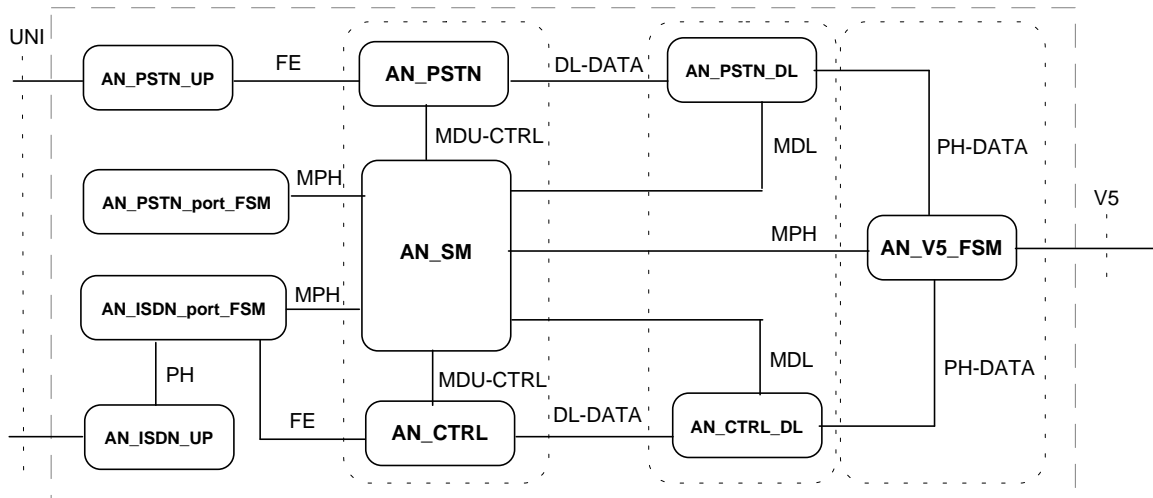 UNI
AN_PSTN_UP
FE
AN_PSTN
DL-DATA
AN_PSTN_DL
MDU-CTRL
MDL
PH-DATA
AN_PSTN_port_FSM
MPH
AN_SM
MPH
AN_V5_FSM
V5
AN_ISDN_port_FSM
MPH
PH
MDU-CTRL
MDL
PH-DATA
AN_ISDN_UP
FE
AN_CTRL
DL-DATA
AN_CTRL_DL